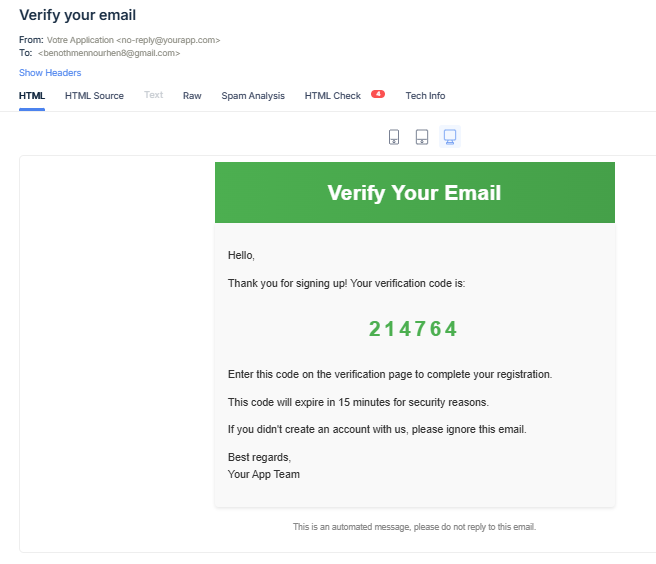 Verify your email
From: Votre Application <no-reply@yourapp.com>
To: <benothmennourhen8@gmail.com>
Show Headers
HTML HTML Source Text Raw Spam Analysis HTML Check 4 Tech Info
Verify Your Email
Hello,
Thank you for signing up! Your verification code is:
214764
Enter this code on the verification page to complete your registration.
This code will expire in 15 minutes for security reasons.
If you didn't create an account with us, please ignore this email.
Best regards,
Your App Team
This is an automated message, please do not reply to this email.